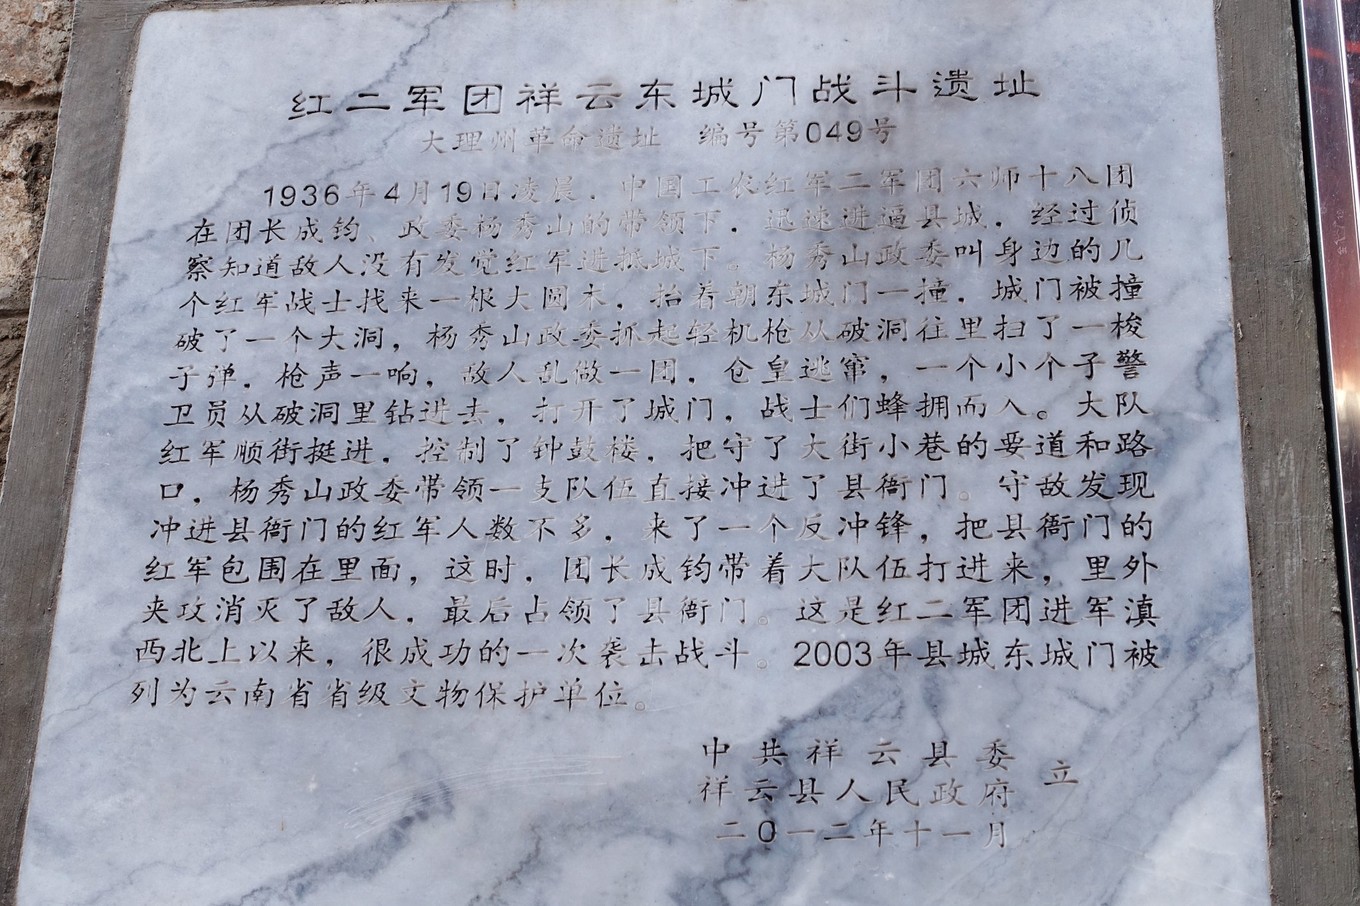 红二军团祥云东城门战斗遗址
大理州革命遗址 编号第049号
1936年4月19日凌晨，中国工农红军二军团六师十八团
在团长成钧、政委杨秀山的带领下，迅速进逼县城，经过侦
察知道敌人没有发觉红军进抵城下。杨秀山政委叫身边的几
个红军战士找来一根大圆木，抬着朝东城门一撞，城门被撞
破了一个大洞，杨秀山政委抓起轻机枪从破洞往里扫了一梭
子弹，枪声一响，敌人乱做一团，仓皇逃窜，一个小个子警
卫员从破洞里钻进去，打开了城门，战士们蜂拥而入。大队
红军顺街挺进，控制了钟鼓楼，把守了大街小巷的要道和路
口，杨秀山政委带领一支队伍直接冲进了县衙门。守敌发现
冲进县衙门的红军人数不多，来了一个反冲锋，把县衙门的
红军包围在里面，这时，团长成钧带着大队伍打进来，里外
夹攻消灭了敌人，最后占领了县衙门。这是红二军团进军滇
西北上以来，很成功的一次袭击战斗。2003年县城东城门被
列为云南省省级文物保护单位。
中共祥云县委
祥云县人民政府 立
二0一二年十一月